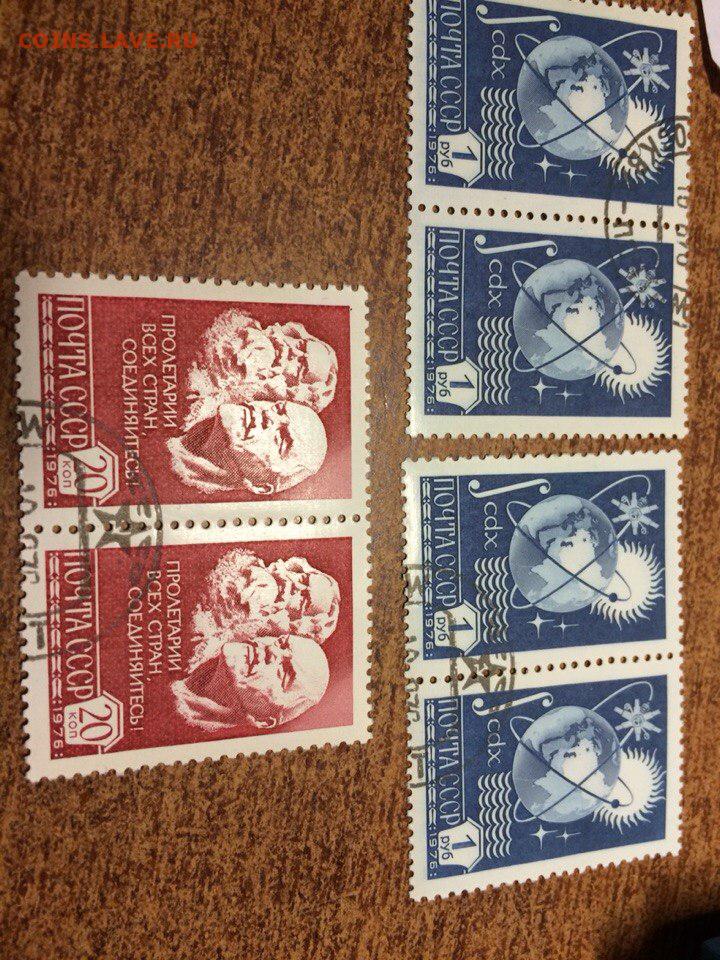 COINS.LAVE.RU
ПОЧТА СССР
1976
20
КОП
ПРОЛЕТАРИИ
ВСЕХ СТРАН,
СОЕДИНЯЙТЕСЬ!
ПОЧТА СССР
1976
20
КОП
ПРОЛЕТАРИИ
ВСЕХ СТРАН,
СОЕДИНЯЙТЕСЬ!
ПОЧТА СССР
1976
1
РУБ
∫cdx
ПОЧТА СССР
1976
1
РУБ
∫cdx
ПОЧТА СССР
1976
1
РУБ
∫cdx
ПОЧТА СССР
1976
1
РУБ
∫cdx